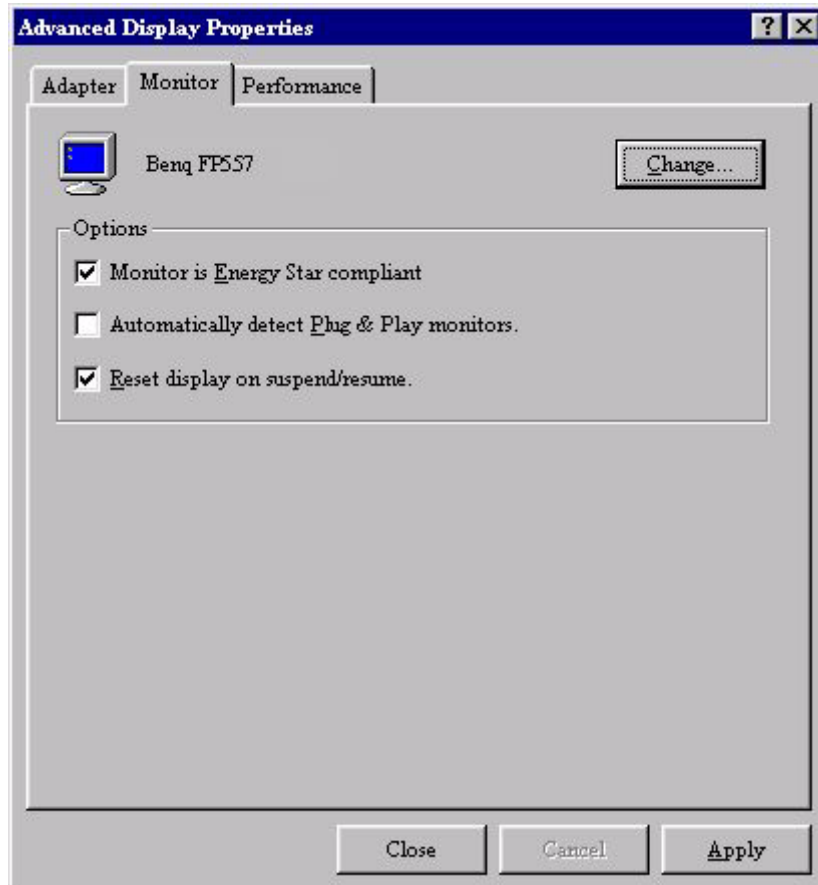 Advanced Display Properties
Adapter Monitor Performance
Benq FP557
Change...
Options
Monitor is Energy Star compliant
Automatically detect Plug & Play monitors.
Reset display on suspend/resume.
Close Cancel Apply